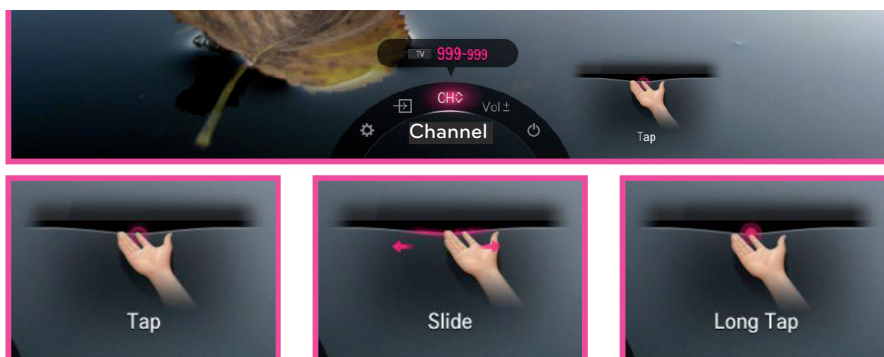 TV 999-999
CH Vol ±
Channel
Tap
Tap
Slide
Long Tap